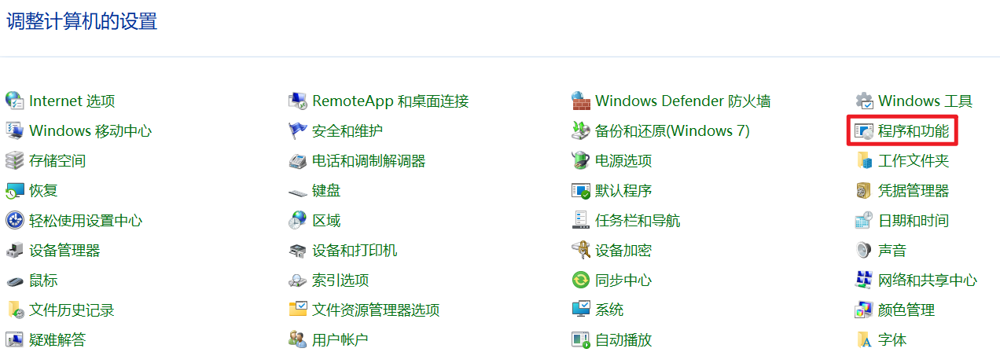 调整计算机的设置
Internet 选项 RemoteApp 和桌面连接 Windows Defender 防火墙 Windows 工具
Windows 移动中心 安全和维护 备份和还原(Windows 7) 程序和功能
存储空间 电话和调制解调器 电源选项 工作文件夹
恢复 键盘 默认程序 凭据管理器
轻松使用设置中心 区域 任务栏和导航 日期和时间
设备管理器 设备和打印机 设备加密 声音
鼠标 索引选项 同步中心 网络和共享中心
文件历史记录 文件资源管理器选项 系统 颜色管理
疑难解答 用户帐户 自动播放 字体